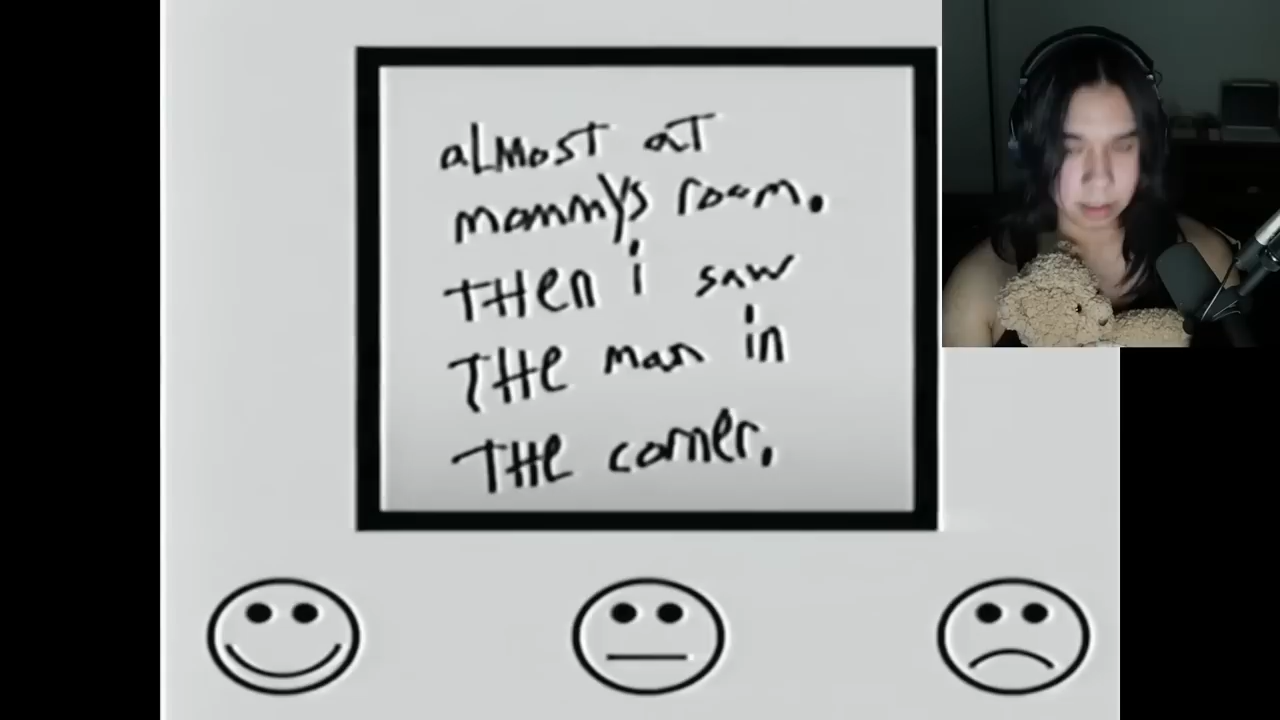 aLMosT aT
mommys room.
THen i saw
THe man in
THe corner.